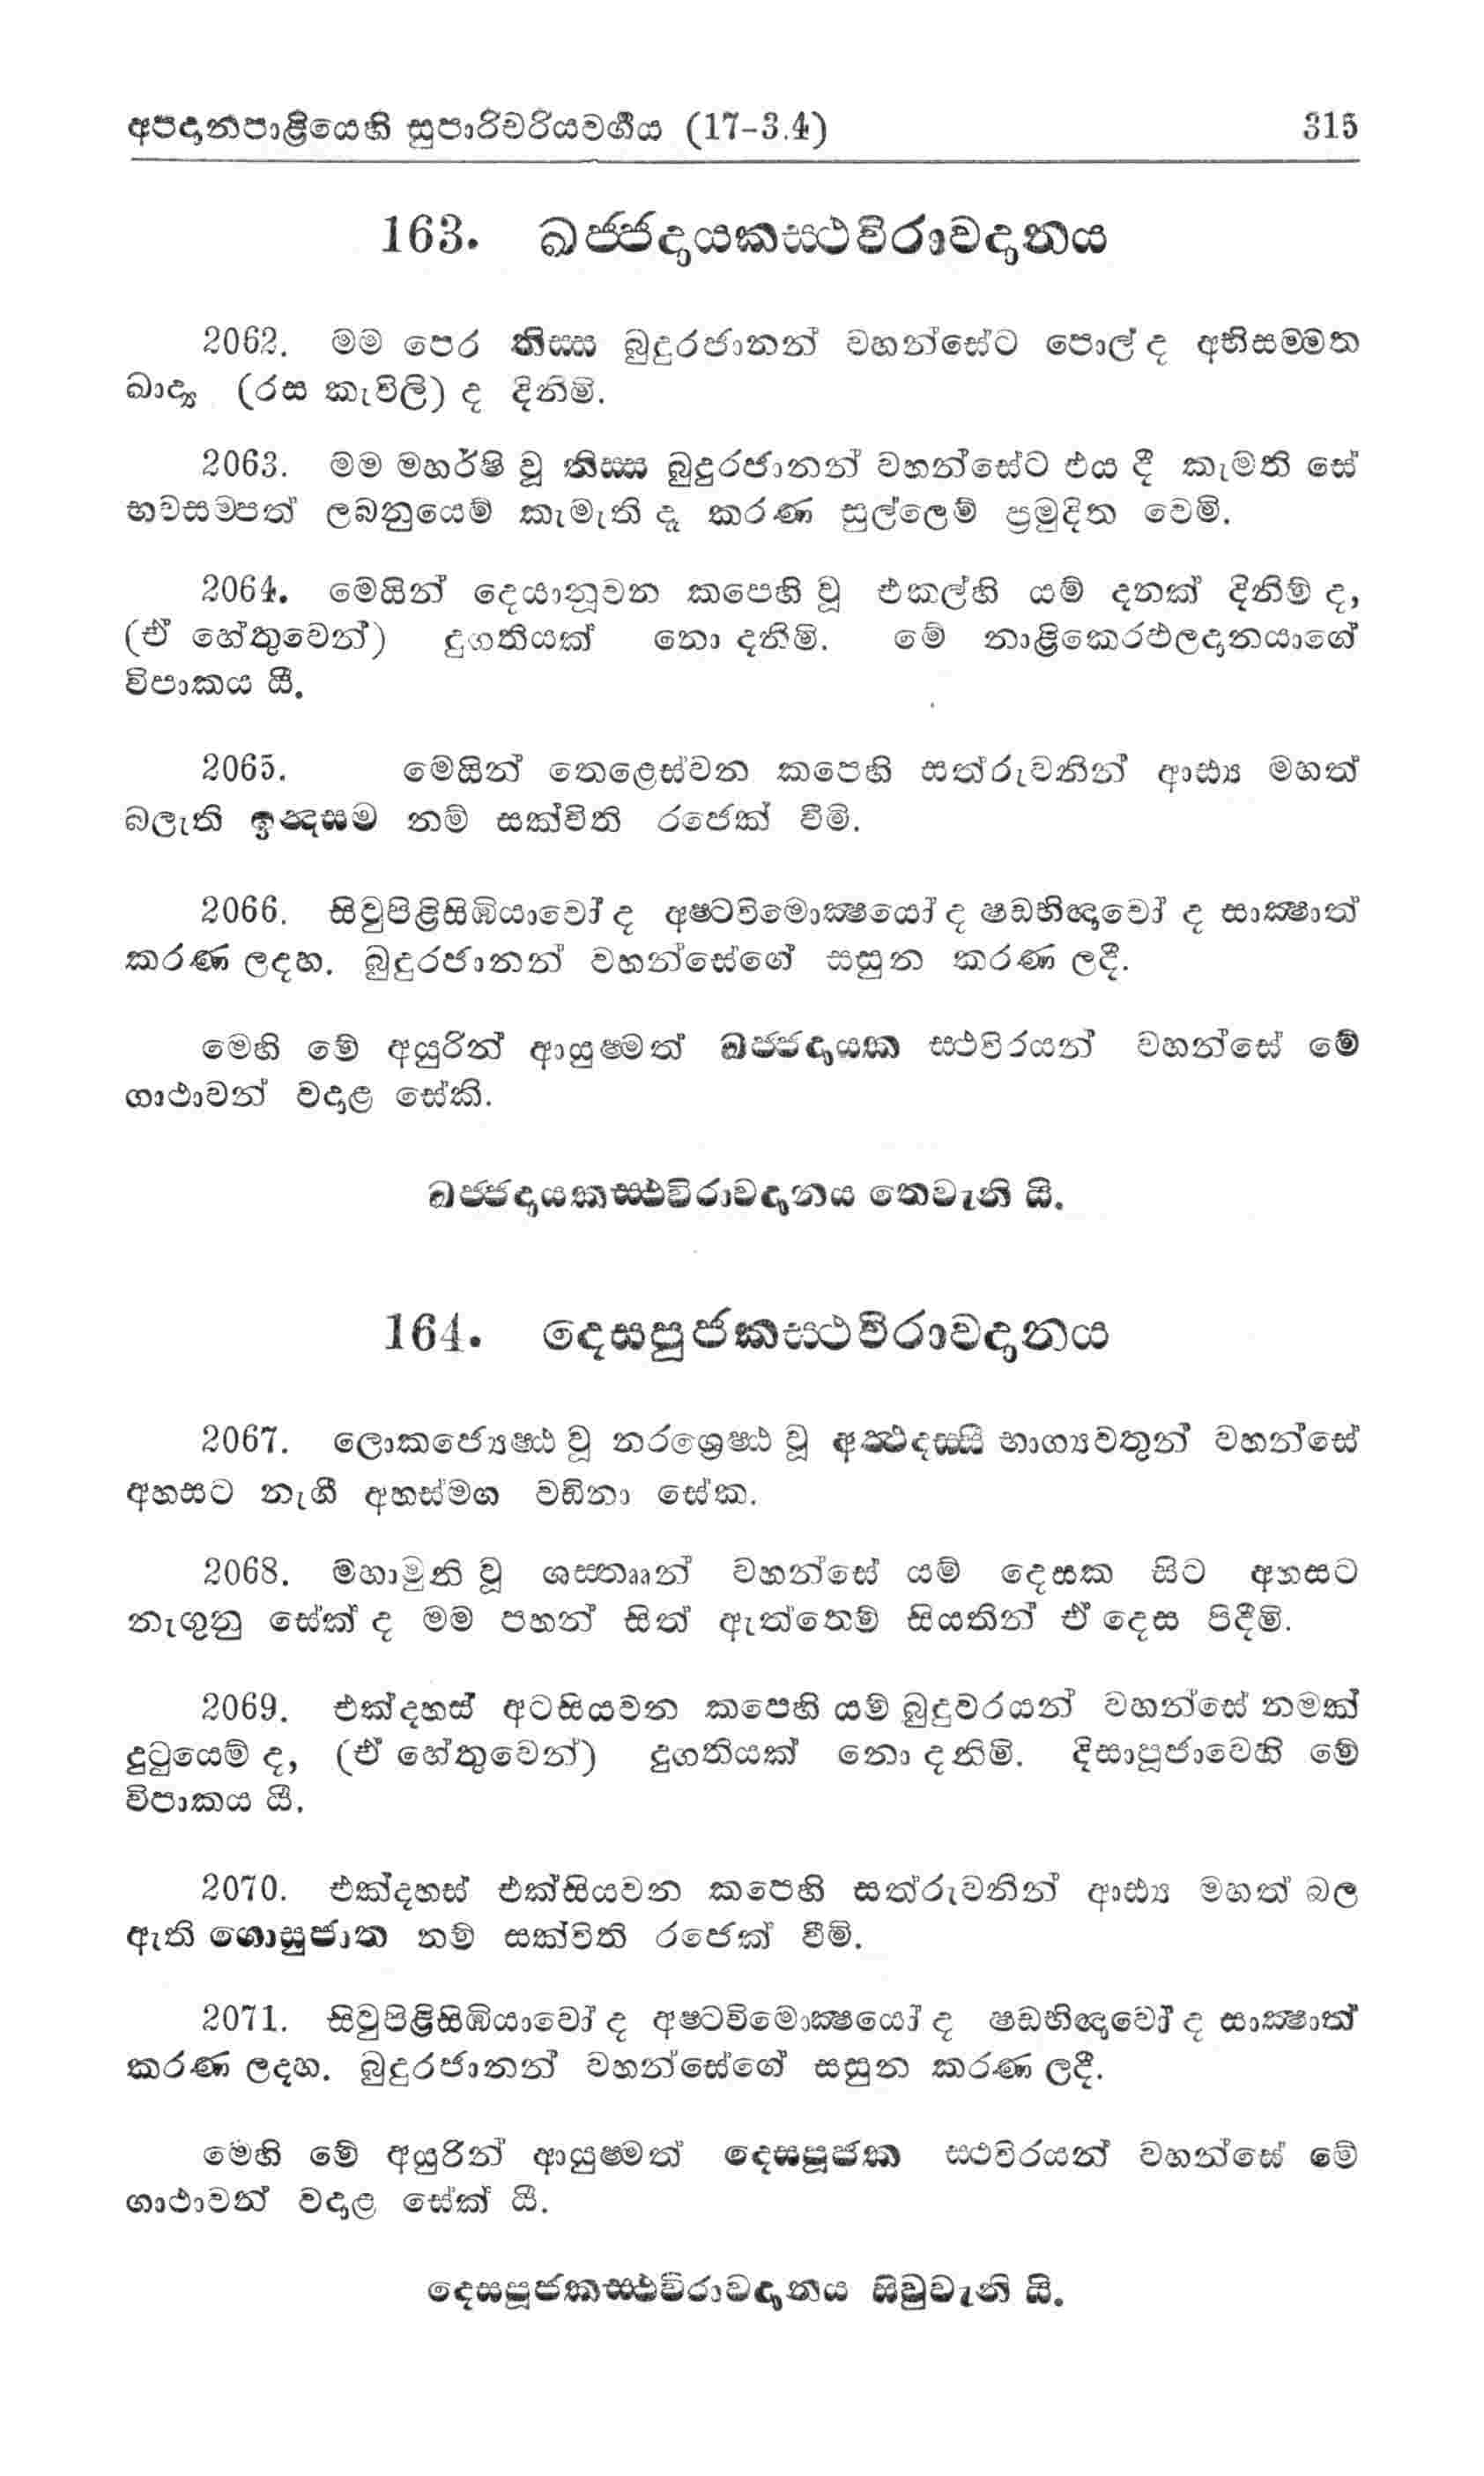 අපදානපාළියෙහි සුපාරිචරියවර්ගය (17-3.4) 315
163. ඛජ්ජදායකස්ථවිරාවදානය
2062. මම පෙර තිස්ස බුදුරජානන් වහන්සේට පොල් ද අභිසම්මත
ඛාද්‍ය (රස කැවිලි) ද දිනිමි.
2063. මම මහර්ෂි වූ තිස්ස බුදුරජානන් වහන්සේට එය දී කැමති සේ
භවසම්පත් ලබනුයෙම් කැමැති දෑ කරණ සුල්ලෙම් ප්‍රමුදිත වෙමි.
2064. මෙයින් දෙයානූවන කපෙහි වූ එකල්හි යම් දනක් දිනිම් ද,
(ඒ හේතුවෙන්) දුගතියක් නො දනිමි. මේ නාළිකෙරඵලදානයාගේ
විපාකය යී.
2065. මෙයින් තෙළෙස්වන කපෙහි සත්රුවනින් ආඪ්‍ය මහත්
බලැති ඉන්ද්‍රසම නම් සක්විති රජෙක් වීමි.
2066. සිවුපිළිසිඹියාවෝ ද අෂ්ටවිමොක්‍ෂයෝ ද ෂඩභිඥාවෝ ද සාක්‍ෂාත්
කරණ ලදහ. බුදුරජානන් වහන්සේගේ සසුන කරණ ලදී.
මෙහි මේ අයුරින් ආයුෂ්මත් ඛජ්ජදායක ස්ථවිරයන් වහන්සේ මේ
ගාථාවන් වදාළ සේකි.
ඛජ්ජදායකස්ථවිරාවදානය තෙවැනි යි.
164. දෙසපූජකස්ථවිරාවදානය
2067. ලොකජ්‍යෙෂ්ඨ වූ නරශ්‍රෙෂ්ඨ වූ අත්ථදස්සී භාග්‍යවතුන් වහන්සේ
අහසට නැගී අහස්මග වඩිනා සේක.
2068. මහාමුනි වූ ශාස්තෲන් වහන්සේ යම් දෙසක සිට අහසට
නැගුනු සේක් ද මම පහන් සිත් ඇත්තෙම් සියතින් ඒ දෙස පිදීමි.
2069. එක්දහස් අටසියවන කපෙහි යම් බුදුවරයන් වහන්සේ නමක්
දුටුයෙම් ද, (ඒ හේතුවෙන්) දුගතියක් නො දනිමි. දිසාපූජාවෙහි මේ
විපාකය යී.
2070. එක්දහස් එක්සියවන කපෙහි සත්රුවනින් ආඪ්‍ය මහත් බල
ඇති ගොසුජාත නම් සක්විති රජෙක් වීමි.
2071. සිවුපිළිසිඹියාවෝ ද අෂ්ටවිමොක්‍ෂයෝ ද ෂඩභිඥාවෝ ද සාක්‍ෂාත්
කරණ ලදහ. බුදුරජානන් වහන්සේගේ සසුන කරණ ලදී.
මෙහි මේ අයුරින් ආයුෂ්මත් දෙසපූජක ස්ථවිරයන් වහන්සේ මේ
ගාථාවන් වදාළ සේක් යී.
දෙසපූජකස්ථවිරාවදානය සිවුවැනි යි.